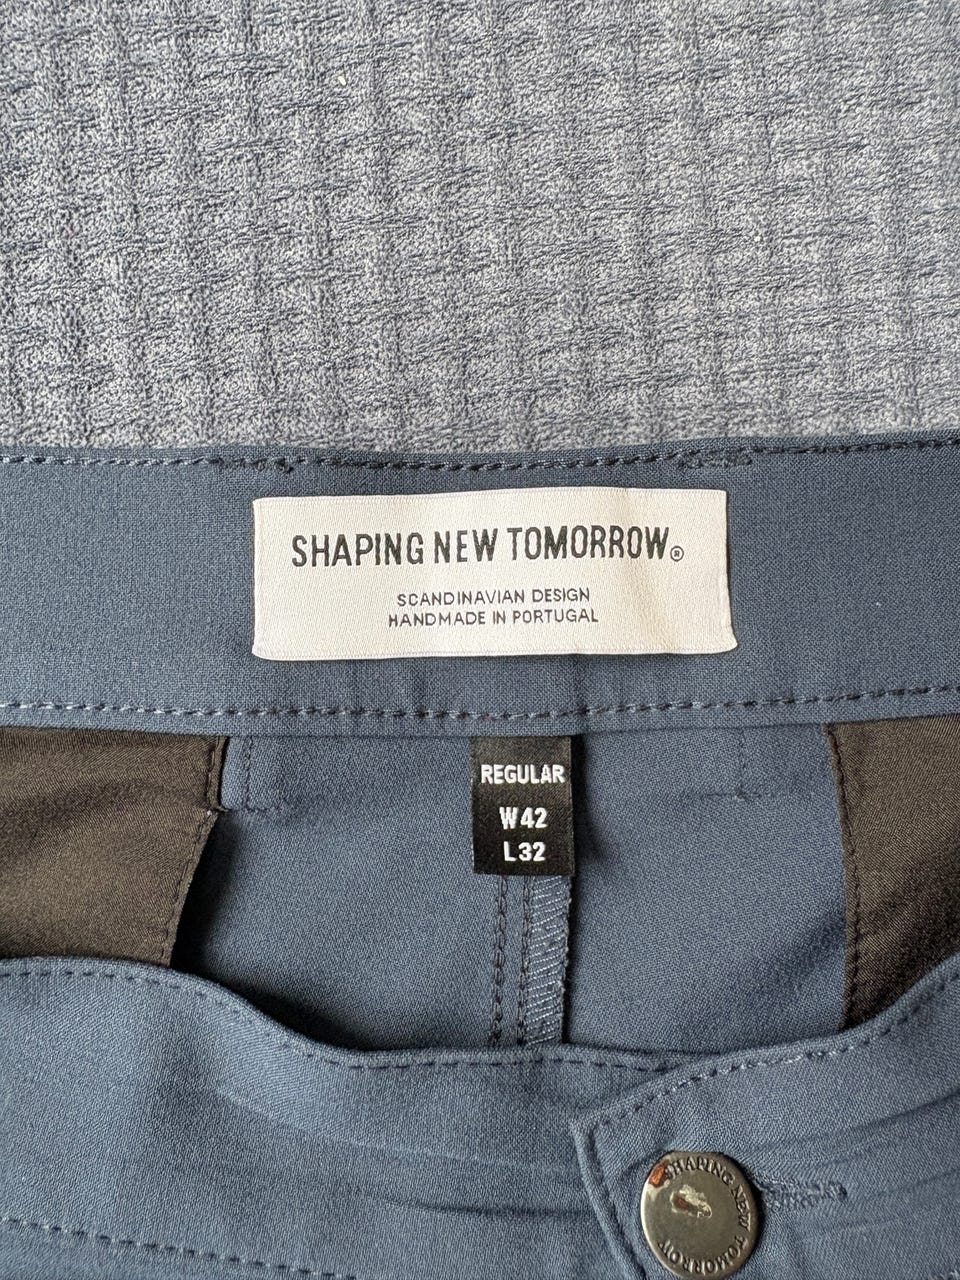 SHAPING NEW TOMORROW®
SCANDINAVIAN DESIGN
HANDMADE IN PORTUGAL
REGULAR
W42
L32
SHAPING NEW TOMORROW